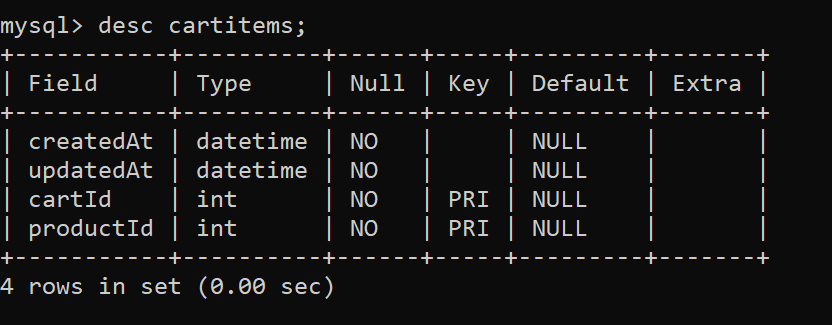 mysql> desc cartitems;
+-----------+----------+------+-----+---------+-------+
| Field     | Type     | Null | Key | Default | Extra |
+-----------+----------+------+-----+---------+-------+
| createdAt | datetime | NO   |     | NULL    |       |
| updatedAt | datetime | NO   |     | NULL    |       |
| cartId    | int      | NO   | PRI | NULL    |       |
| productId | int      | NO   | PRI | NULL    |       |
+-----------+----------+------+-----+---------+-------+
4 rows in set (0.00 sec)